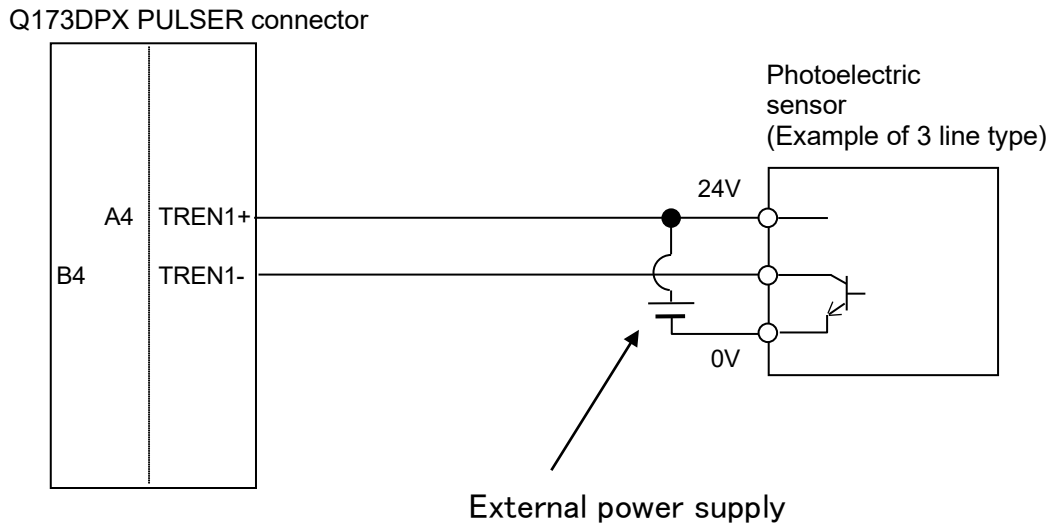 Q173DPX PULSER connector
Photoelectric
sensor
(Example of 3 line type)
24V
A4 TREN1+
B4 TREN1-
0V
External power supply